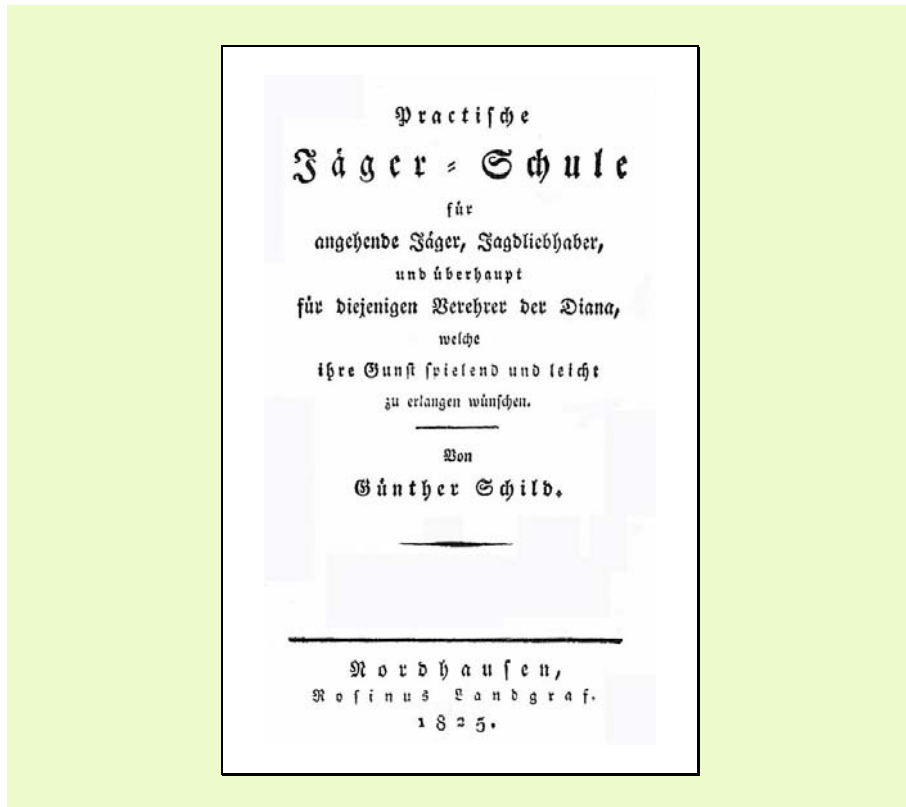 Practiſche
Jäger-Schule
für
angehende Jäger, Jagdliebhaber,
und überhaupt
für diejenigen Verehrer der Diana,
welche
ihre Gunſt ſpielend und leicht
zu erlangen wünſchen.
Von
Günther Schild.
Nordhauſen,
Roſinus Landgraf.
1825.